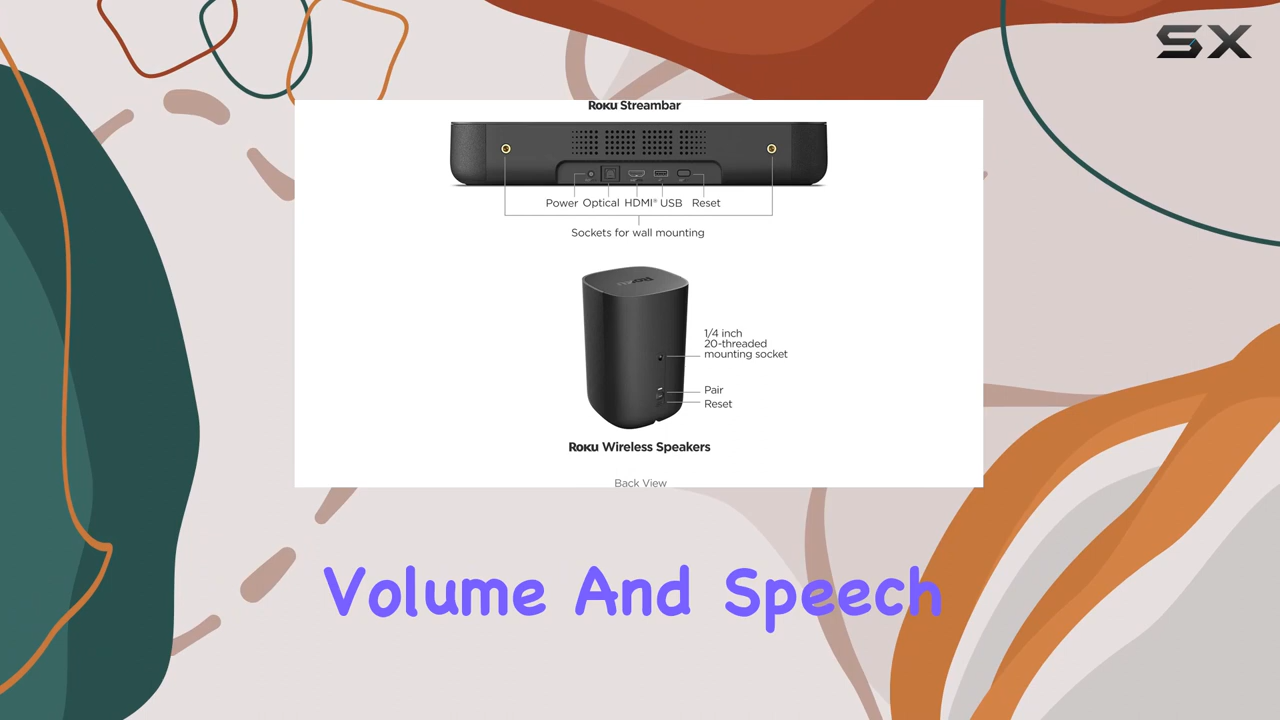 SX
Roku Streambar
Power Optical HDMI® USB Reset
Sockets for wall mounting
Roku
1/4 inch
20-threaded
mounting socket
Pair
Reset
Roku Wireless Speakers
Back View
Volume And Speech